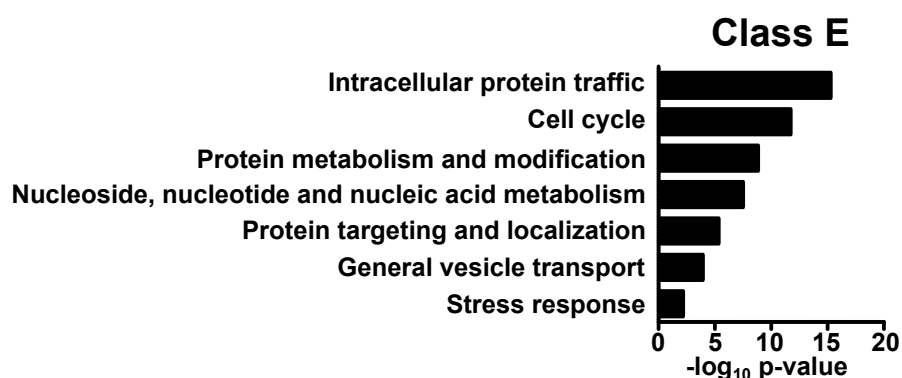 Class E
Intracellular protein traffic
Cell cycle
Protein metabolism and modification
Nucleoside, nucleotide and nucleic acid metabolism
Protein targeting and localization
General vesicle transport
Stress response
0 5 10 15 20
-log₁₀ p-value